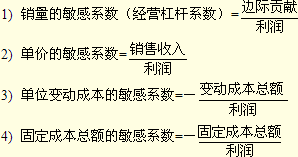 1) 销量的敏感系数（经营杠杆系数）=边际贡献/利润
2) 单价的敏感系数=销售收入/利润
3) 单位变动成本的敏感系数=-变动成本总额/利润
4) 固定成本总额的敏感系数=-固定成本总额/利润